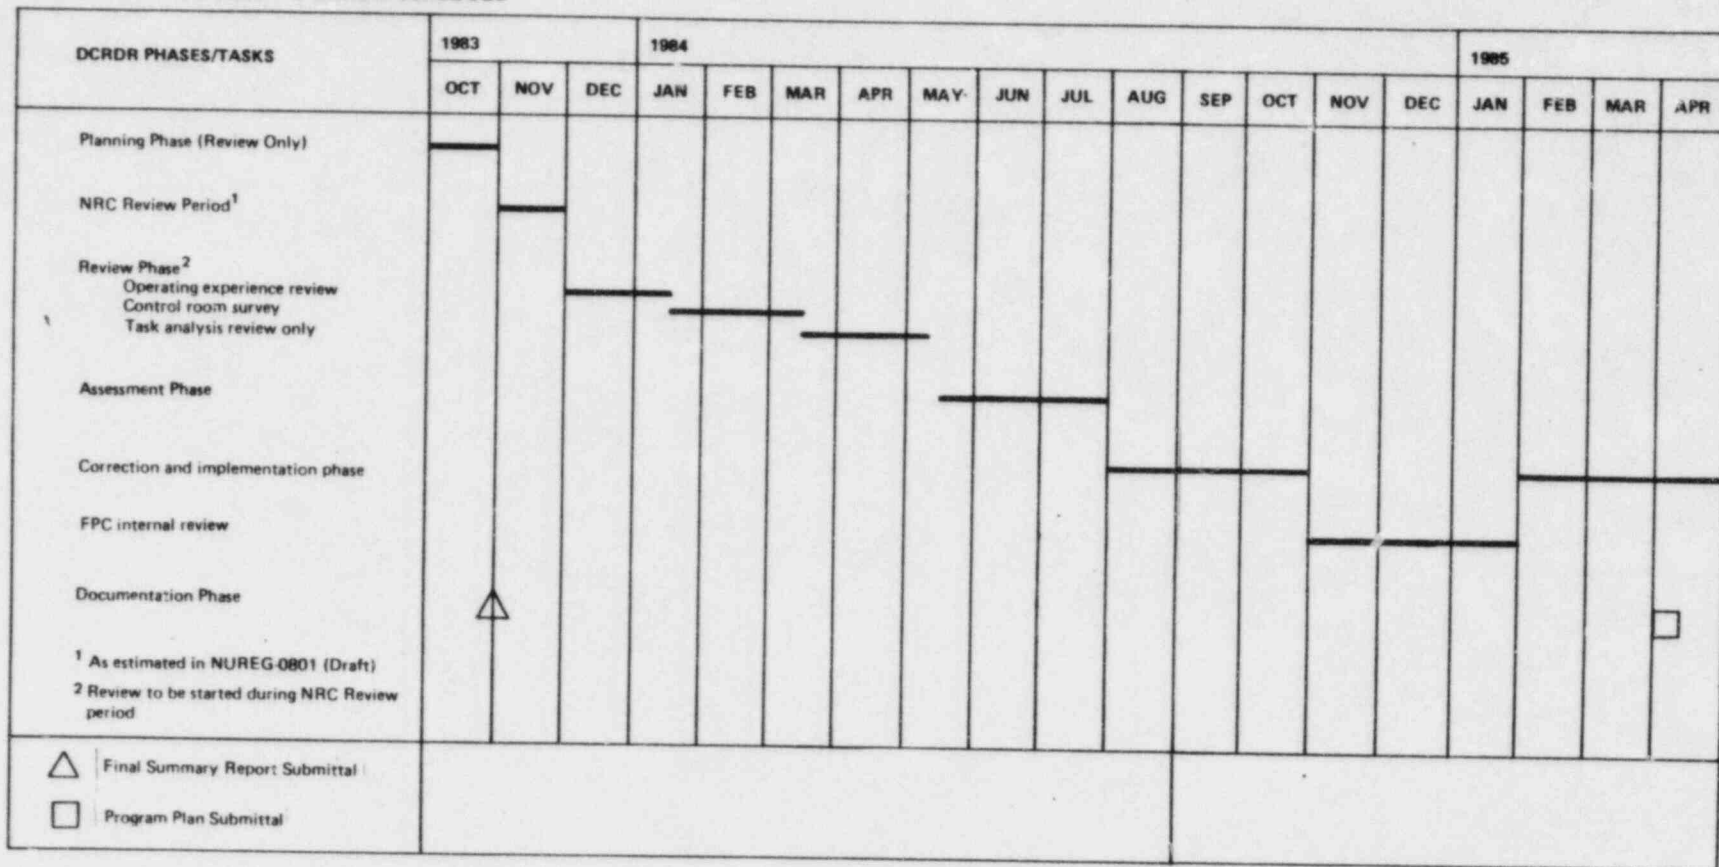 DCRDR PHASES/TASKS
1983 1984 1985
OCT NOV DEC JAN FEB MAR APR MAY JUN JUL AUG SEP OCT NOV DEC JAN FEB MAR APR
Planning Phase (Review Only)
NRC Review Period1
Review Phase2
Operating experience review
Control room survey
Task analysis review only
Assessment Phase
Correction and implementation phase
FPC internal review
Documentation Phase
1 As estimated in NUREG-0801 (Draft)
2 Review to be started during NRC Review
period
Final Summary Report Submittal
Program Plan Submittal